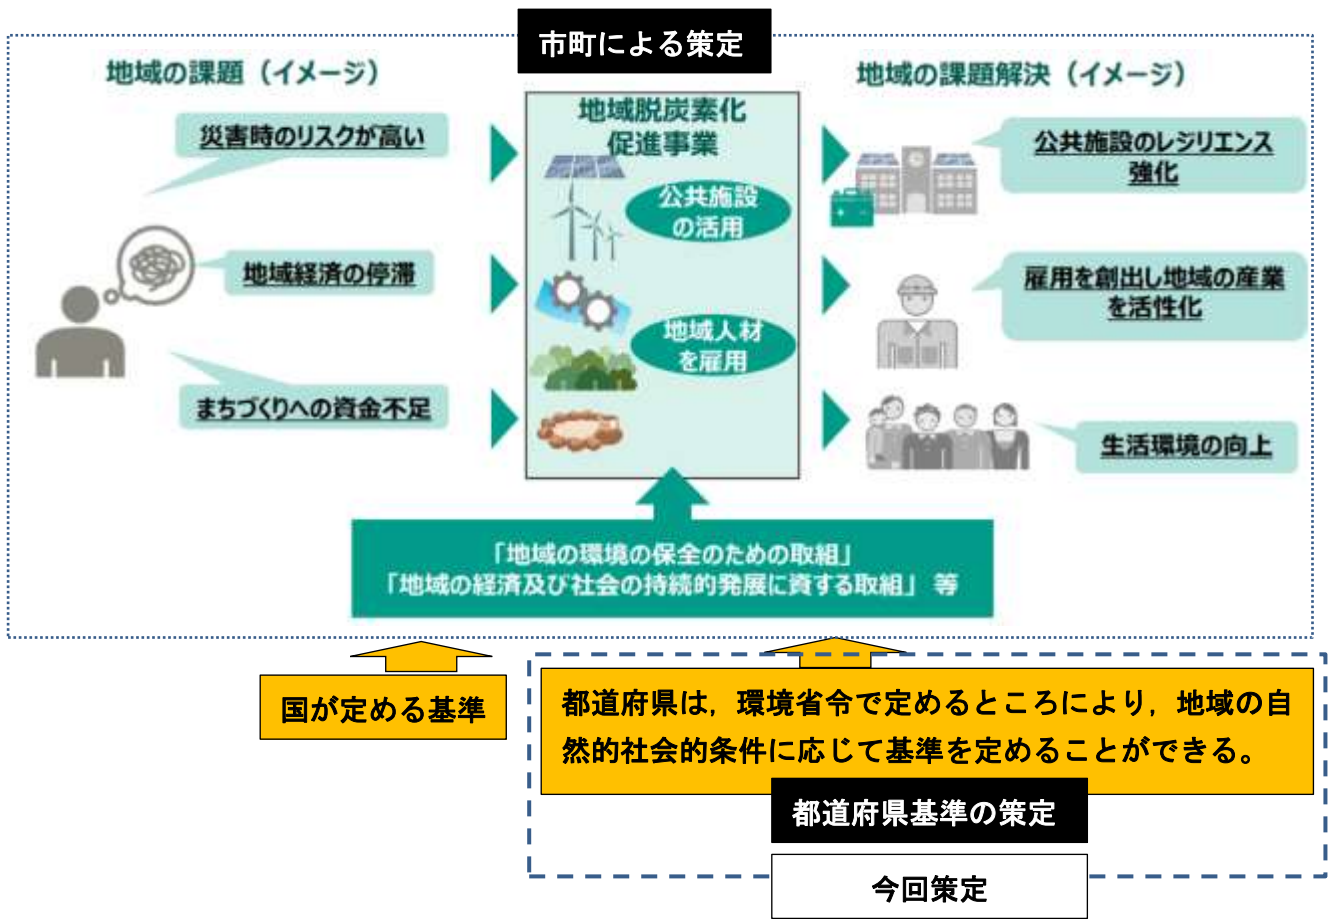 市町による策定
地域の課題（イメージ）
災害時のリスクが高い
地域経済の停滞
まちづくりへの資金不足
地域脱炭素化
促進事業
公共施設
の活用
地域人材
を雇用
地域の課題解決（イメージ）
公共施設のレジリエンス
強化
雇用を創出し地域の産業
を活性化
生活環境の向上
「地域の環境の保全のための取組」
「地域の経済及び社会の持続的発展に資する取組」 等
国が定める基準
都道府県は，環境省令で定めるところにより，地域の自
然的社会的条件に応じて基準を定めることができる。
都道府県基準の策定
今回策定